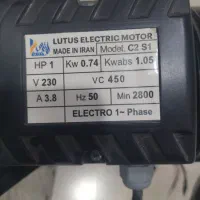 LUTUS ELECTRIC MOTOR
MADE IN IRAN Model. C2 S1
HP 1 Kw 0.74 Kwabs 1.05
V 230 VC 450
A 3.8 Hz 50 Min 2800
ELECTRO 1~ Phase